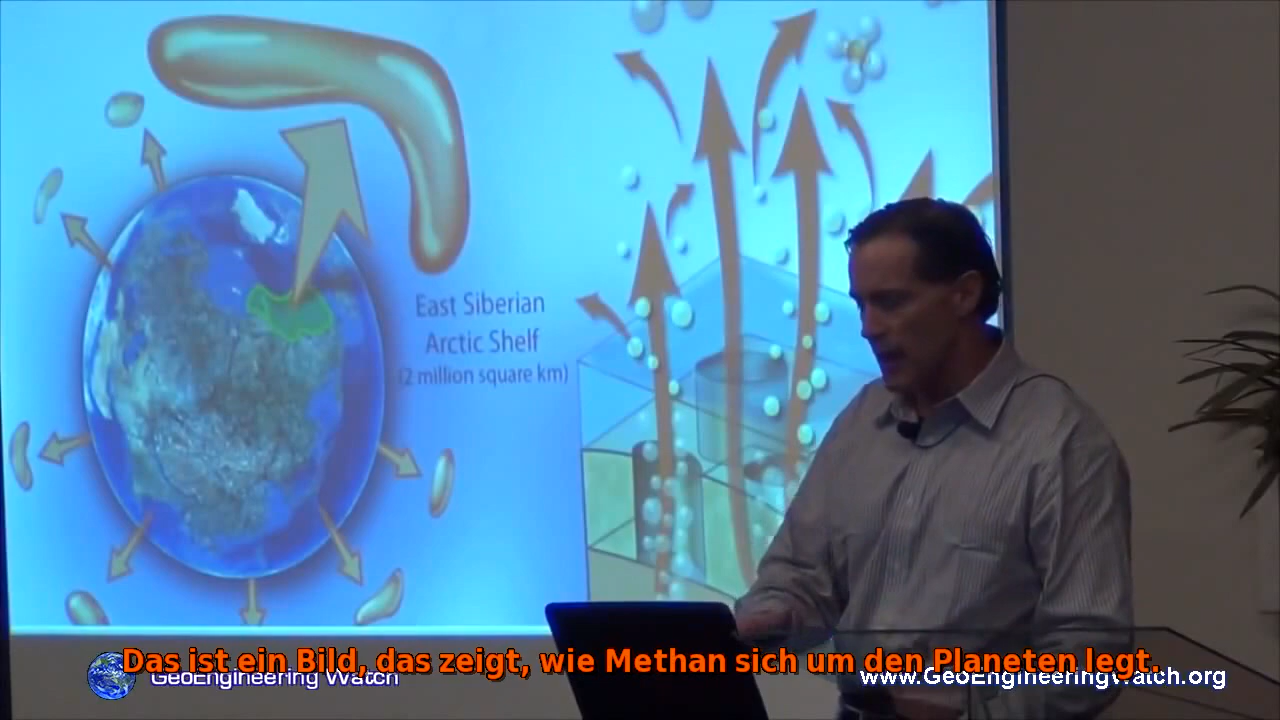 East Siberian
Arctic Shelf
(2 million square km)
Das ist ein Bild, das zeigt, wie Methan sich um den Planeten legt.
GeoEngineering Watch
www.GeoEngineeringWatch.org